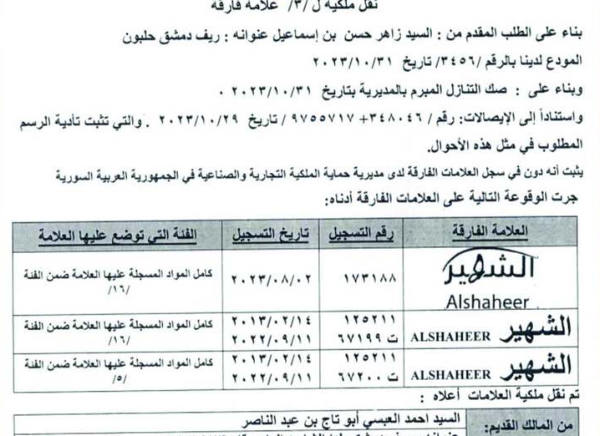 نقل ملكية ل /٣/ علامة فارقة
بناء على الطلب المقدم من : السيد زاهر حسن بن إسماعيل عنوانه : ريف دمشق حلبون
المودع لدينا بالرقم /٣٤٥٦/ تاريخ ٢٠٢٣/١٠/٣١
وبناء على : صك التنازل المبرم بالمديرية بتاريخ ٢٠٢٣/١٠/٣١ .
واستناداً إلى الإيصالات: رقم / ٣٤٨٠٤٦+ ٩٧٥٥٧١٧ / تاريخ ٢٠٢٣/١٠/٢٩ . والتي تثبت تأدية الرسم
المطلوب في مثل هذه الأحوال.
يثبت أنه دون في سجل العلامات الفارقة لدى مديرية حماية الملكية التجارية والصناعية في الجمهورية العربية السورية
جرت الوقوعة التالية على العلامات الفارقة أدناه:
العلامة الفارقة رقم التسجيل تاريخ التسجيل الفئة التي توضع عليها العلامة
الشهير ١٧٣١٨٨ ٢٠٢٣/٠٨/٠٢ كامل المواد المسجلة عليها العلامة ضمن الفئة
Alshaheer /١٦/
الشهير ALSHAHEER ١٢٥٢١١ ٢٠١٣/٠٢/١٤ كامل المواد المسجلة عليها العلامة ضمن الفئة
ت ٦٧١٩٩ ٢٠٢٢/٠٩/١١ /١٦/
الشهير ALSHAHEER ١٢٥٢١١ ٢٠١٣/٠٢/١٤ كامل المواد المسجلة عليها العلامة ضمن الفئة
ت ٦٧٢٠٠ ٢٠٢٢/٠٩/١١ /٥/
تم نقل ملكية العلامات أعلاه :
من المالك القديم: السيد احمد العبسي أبو تاج بن عبد الناصر